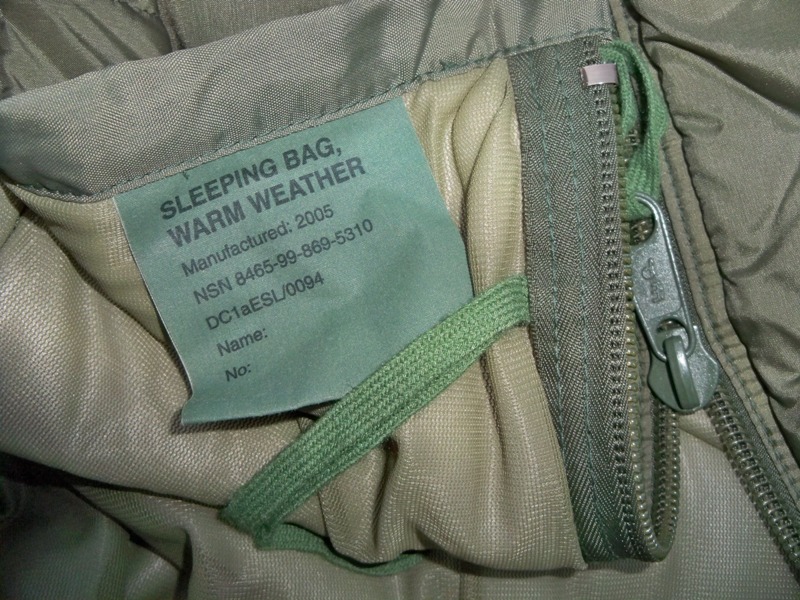 SLEEPING BAG,
WARM WEATHER
Manufactured: 2005
NSN 8465-99-869-5310
DC1aESL/0094
Name:
No: